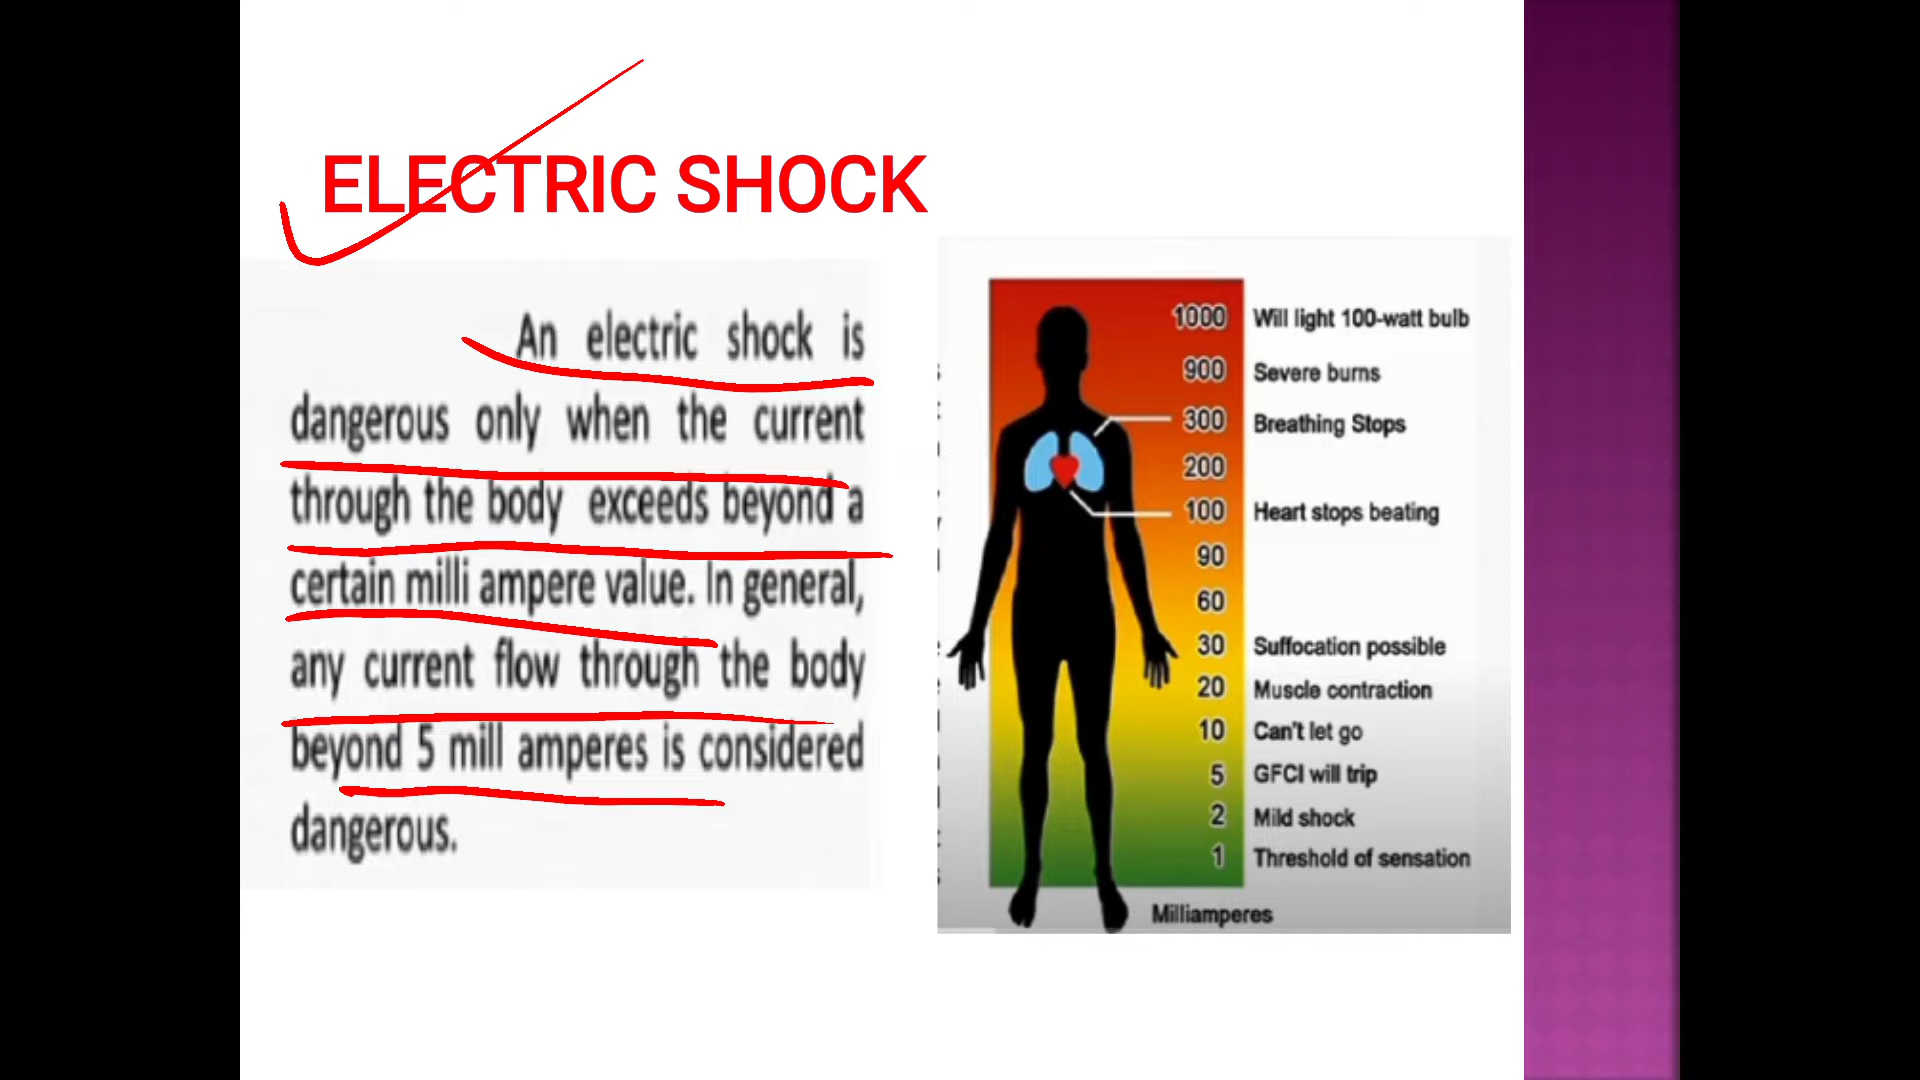 ELECTRIC SHOCK
An electric shock is
dangerous only when the current
through the body exceeds beyond a
certain milli ampere value. In general,
any current flow through the body
beyond 5 mill amperes is considered
dangerous.
1000 Will light 100-watt bulb
900 Severe burns
300 Breathing Stops
200
100 Heart stops beating
90
60
30 Suffocation possible
20 Muscle contraction
10 Can't let go
5 GFCI will trip
2 Mild shock
1 Threshold of sensation
Milliamperes